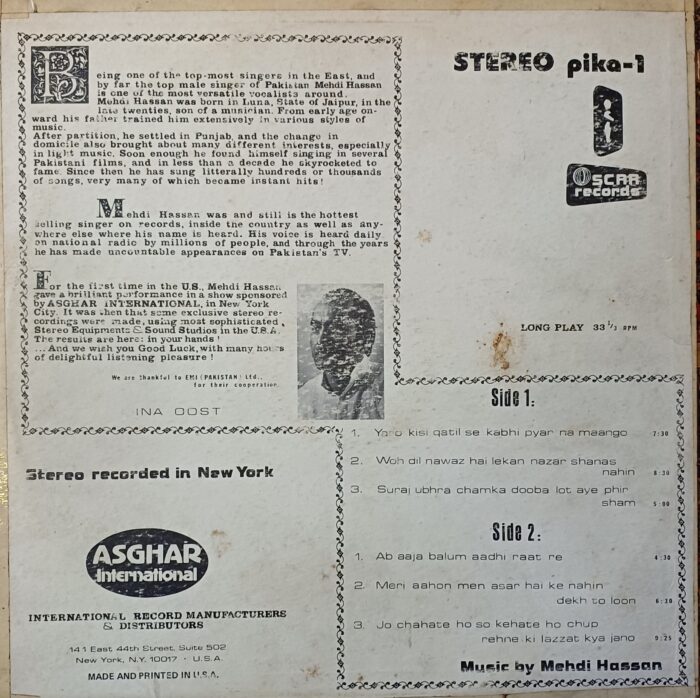 Being one of the top-most singers in the East, and
by far the top male singer of Pakistan Mehdi Hassan
is one of the most versatile vocalists around.
Mehdi Hassan was born in Luna, State of Jaipur, in the
late twenties, son of a musician. From early age on-
ward his father trained him extensively in various styles of
music.
After partition, he settled in Punjab, and the change in
domicile also brought about many different interests, especially
in light music. Soon enough he found himself singing in several
Pakistani films, and in less than a decade he skyrocketed to
fame. Since then he has sung litterally hundreds or thousands
of songs, very many of which became instant hits!
Mehdi Hassan was and still is the hottest
selling singer on records, inside the country as well as any-
where else where his name is heard. His voice is heard daily
on national radio by millions of people, and through the years
he has made uncountable appearances on Pakistan's TV.
For the first time in the U.S., Mehdi Hassan
gave a brilliant performance in a show sponsored
by ASGHAR INTERNATIONAL, in New York
City. It was then that some exclusive stereo re-
cordings were made, using most sophisticated
Stereo Equipments & Sound Studios in the U.S.A.
The results are here: in your hands!
...And we wish you Good Luck, with many hours
of delightful listening pleasure!
We are thankful to EMI (PAKISTAN) Ltd.,
for their cooperation.
INA OOST
STEREO pika-1
OSCAR
records
LONG PLAY 33 1/3 RPM
Side 1:
1. Yaro kisi qatil se kabhi pyar na maango 7:30
2. Woh dil nawaz hai lekan nazar shanas
nahin 8:30
3. Suraj ubhra chamka dooba lot aye phir
sham 5:00
Side 2:
1. Ab aaja balum aadhi raat re 4:30
2. Meri aahon men asar hai ke nahin
dekh to loon 6:20
3. Jo chahate ho so kehate ho chup
rehne ki lazzat kya jano 9:25
Music by Mehdi Hassan
Stereo recorded in New York
ASGHAR
International
INTERNATIONAL RECORD MANUFACTURERS
& DISTRIBUTORS
141 East 44th Street, Suite 502
New York, N.Y. 10017 · U.S.A.
MADE AND PRINTED IN U.S.A.